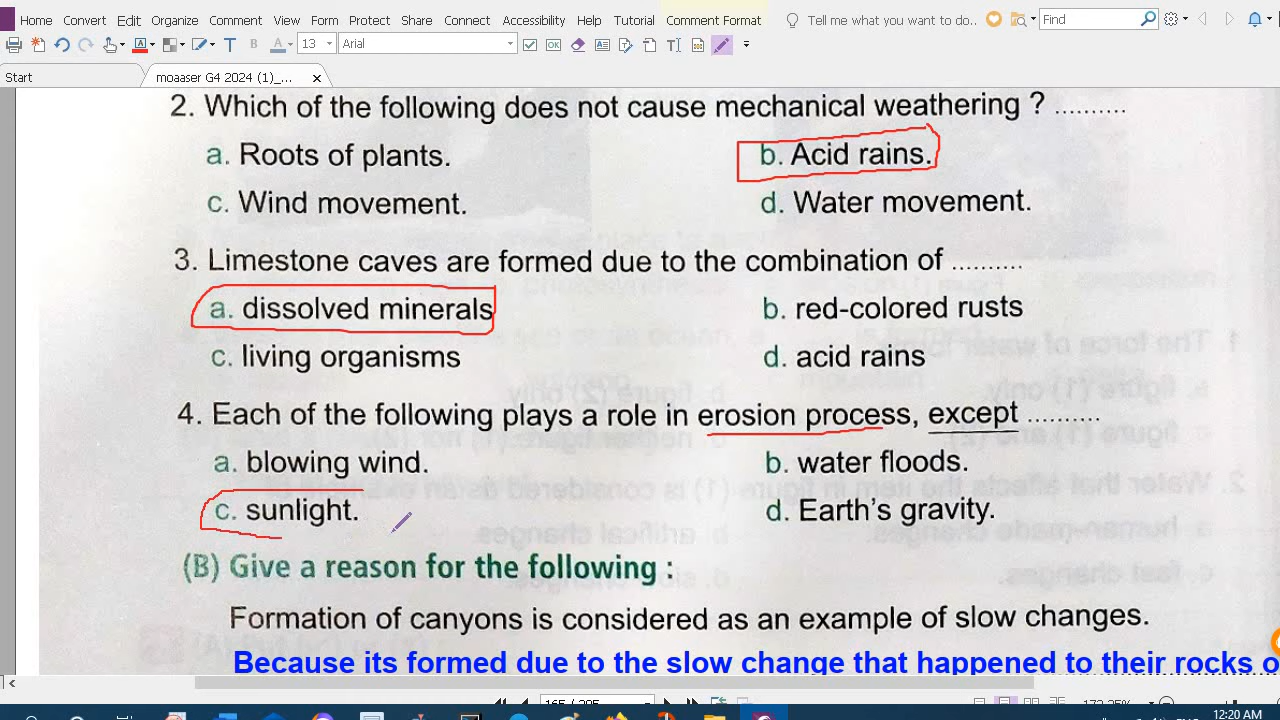 Home Convert Edit Organize Comment View Form Protect Share Connect Accessibility Help Tutorial Comment Format Tell me what you want to do.. Find
13 Arial
Start moaaser G4 2024 (1)_...
2. Which of the following does not cause mechanical weathering ? ..........
a. Roots of plants. b. Acid rains.
c. Wind movement. d. Water movement.
3. Limestone caves are formed due to the combination of ..........
a. dissolved minerals b. red-colored rusts
c. living organisms d. acid rains
4. Each of the following plays a role in erosion process, except ..........
a. blowing wind. b. water floods.
c. sunlight. d. Earth's gravity.
(B) Give a reason for the following :
Formation of canyons is considered as an example of slow changes.
Because its formed due to the slow change that happened to their rocks o
12:20 AM